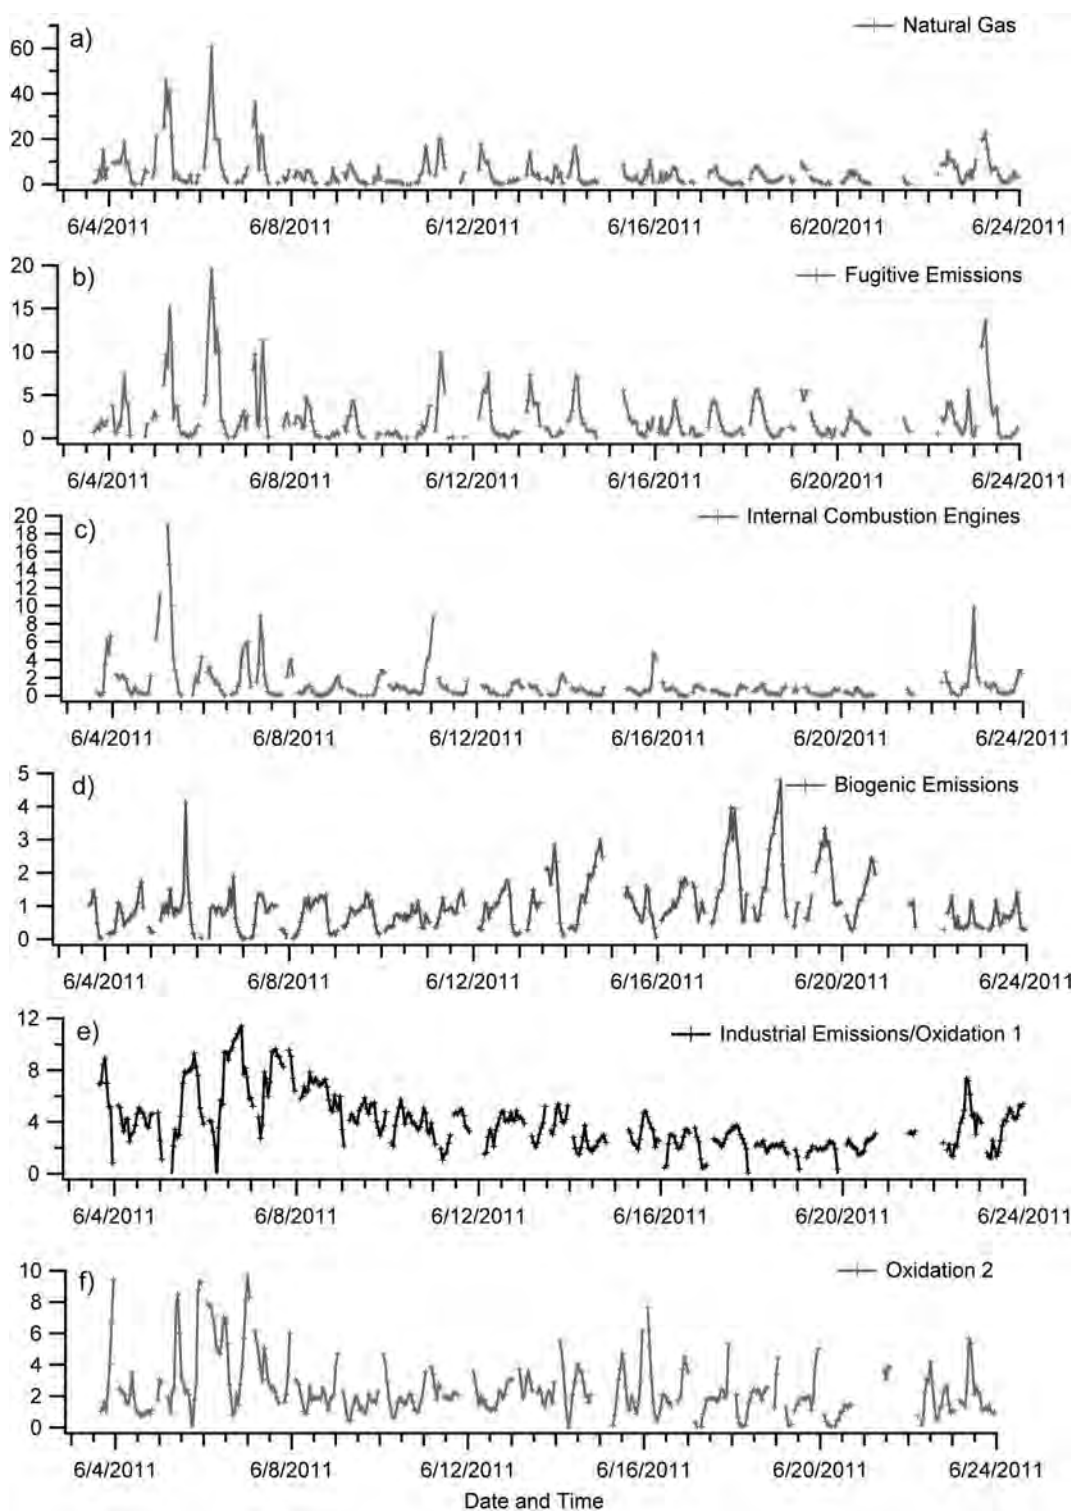 a)
Natural Gas
60
40
20
0
6/4/2011 6/8/2011 6/12/2011 6/16/2011 6/20/2011 6/24/2011
b)
Fugitive Emissions
20
15
10
5
0
6/4/2011 6/8/2011 6/12/2011 6/16/2011 6/20/2011 6/24/2011
c)
Internal Combustion Engines
20
18
16
14
12
10
8
6
4
2
0
6/4/2011 6/8/2011 6/12/2011 6/16/2011 6/20/2011 6/24/2011
d)
Biogenic Emissions
5
4
3
2
1
0
6/4/2011 6/8/2011 6/12/2011 6/16/2011 6/20/2011 6/24/2011
e)
Industrial Emissions/Oxidation 1
12
8
4
0
6/4/2011 6/8/2011 6/12/2011 6/16/2011 6/20/2011 6/24/2011
f)
Oxidation 2
10
8
6
4
2
0
6/4/2011 6/8/2011 6/12/2011 6/16/2011 6/20/2011 6/24/2011
Date and Time